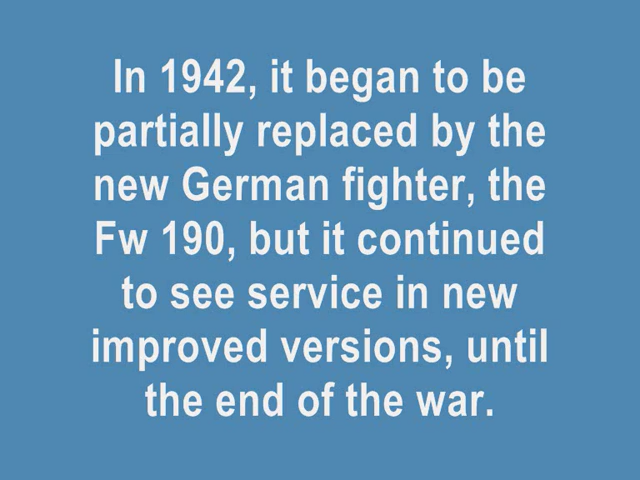 In 1942, it began to be
partially replaced by the
new German fighter, the
Fw 190, but it continued
to see service in new
improved versions, until
the end of the war.